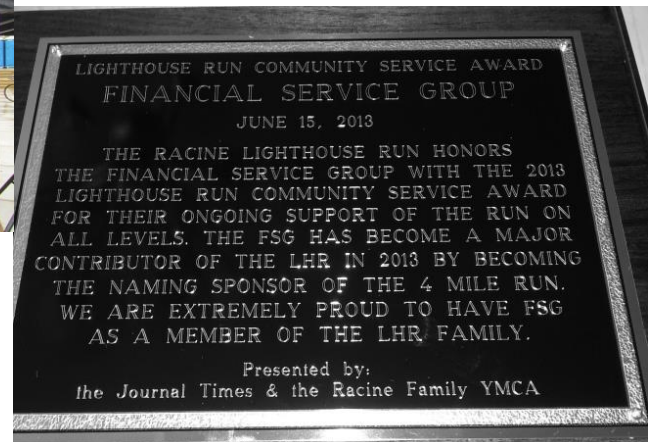 LIGHTHOUSE RUN COMMUNITY SERVICE AWARD
FINANCIAL SERVICE GROUP
JUNE 15, 2013
THE RACINE LIGHTHOUSE RUN HONORS
THE FINANCIAL SERVICE GROUP WITH THE 2013
LIGHTHOUSE RUN COMMUNITY SERVICE AWARD
FOR THEIR ONGOING SUPPORT OF THE RUN ON
ALL LEVELS. THE FSG HAS BECOME A MAJOR
CONTRIBUTOR OF THE LHR IN 2013 BY BECOMING
THE NAMING SPONSOR OF THE 4 MILE RUN.
WE ARE EXTREMELY PROUD TO HAVE FSG
AS A MEMBER OF THE LHR FAMILY.
Presented by:
the Journal Times & the Racine Family YMCA